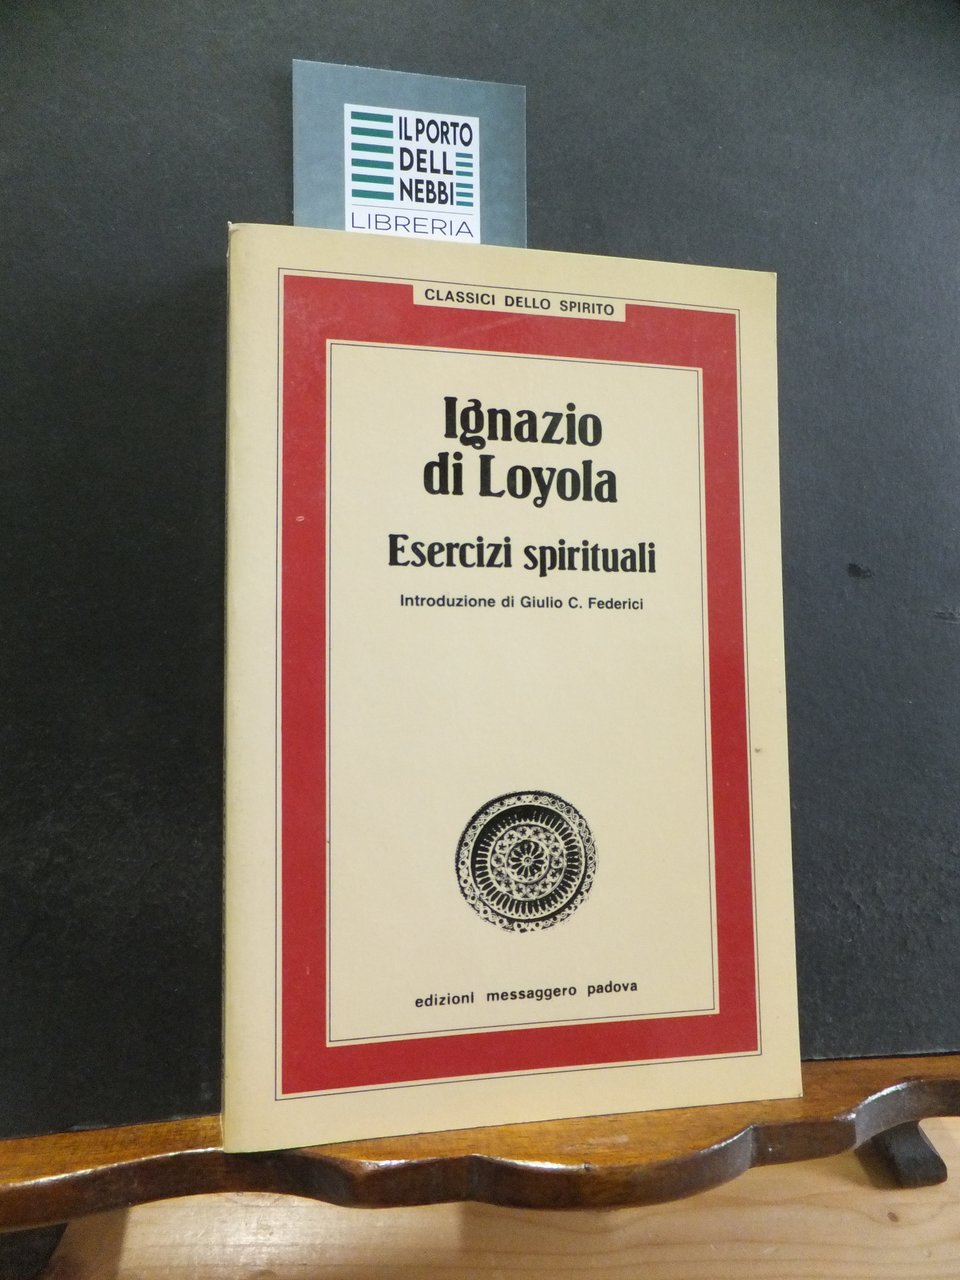 IL PORTO
DELLE
NEBBIE
LIBRERIA
CLASSICI DELLO SPIRITO
Ignazio
di Loyola
Esercizi spirituali
Introduzione di Giulio C. Federici
edizioni messaggero padova